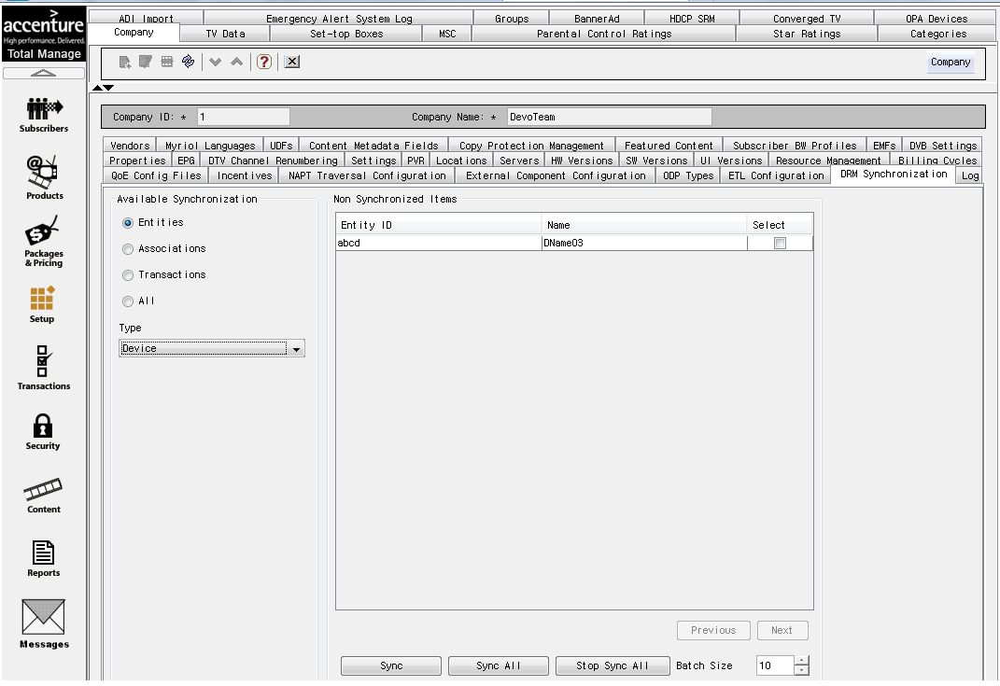 accenture
High performance. Delivered.
Total Manage
Subscribers
Products
Packages
& Pricing
Setup
Transactions
Security
Content
Reports
Messages
ADI Import Emergency Alert System Log Groups BannerAd HDCP SRM Converged TV OPA Devices
Company TV Data Set-top Boxes MSC Parental Control Ratings Star Ratings Categories
Company
Company ID: * 1 Company Name: * DevoTeam
Vendors Myriol Languages UDFs Content Metadata Fields Copy Protection Management Featured Content Subscriber BW Profiles EMFs DVB Settings
Properties EPG DTV Channel Renumbering Settings PVR Locations Servers HW Versions SW Versions UI Versions Resource Management Billing Cycles
QoE Config Files Incentives NAPT Traversal Configuration External Component Configuration ODP Types ETL Configuration DRM Synchronization Log
Available Synchronization
Entities
Associations
Transactions
All
Type
Device
Non Synchronized Items
Entity ID Name Select
abcd DName03
Previous Next
Sync Sync All Stop Sync All Batch Size 10